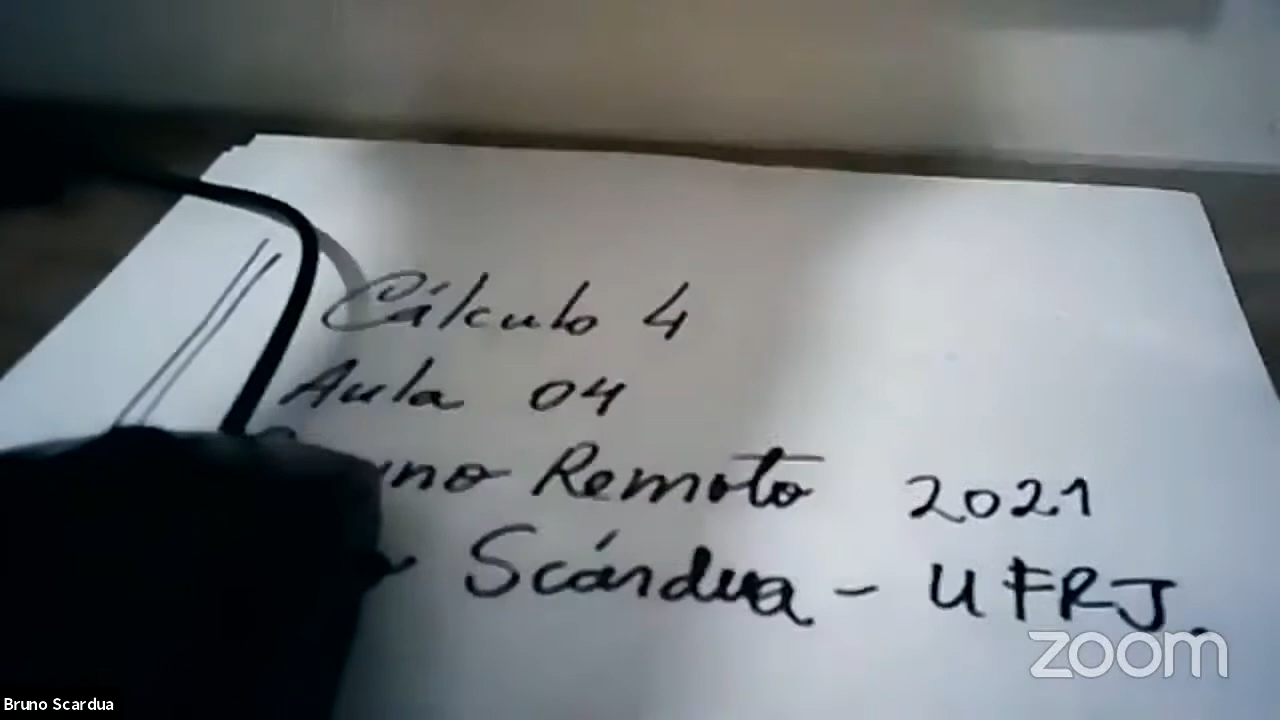 Cálculo 4
Aula 04
Remoto 2021
Scárdua - UFRJ.
zoom
Bruno Scardua